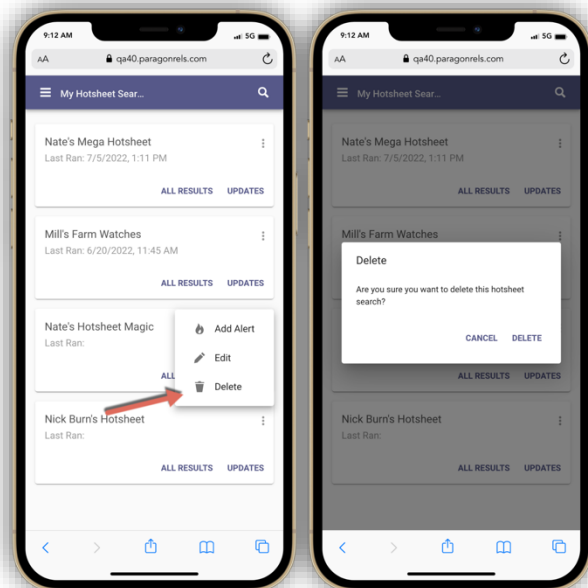 9:12 AM
5G
AA
qa40.paragonrels.com
My Hotsheet Sear...
Nate's Mega Hotsheet
Last Ran: 7/5/2022, 1:11 PM
ALL RESULTS UPDATES
Mill's Farm Watches
Last Ran: 6/20/2022, 11:45 AM
ALL RESULTS UPDATES
Nate's Hotsheet Magic
Last Ran:
ALL
Add Alert
Edit
Delete
Nick Burn's Hotsheet
Last Ran:
ALL RESULTS UPDATES
9:12 AM
5G
AA
qa40.paragonrels.com
My Hotsheet Sear...
Nate's Mega Hotsheet
Last Ran: 7/5/2022, 1:11 PM
ALL RESULTS UPDATES
Mill's Farm Watches
Delete
Are you sure you want to delete this hotsheet
search?
CANCEL DELETE
ALL RESULTS UPDATES
Nick Burn's Hotsheet
Last Ran:
ALL RESULTS UPDATES